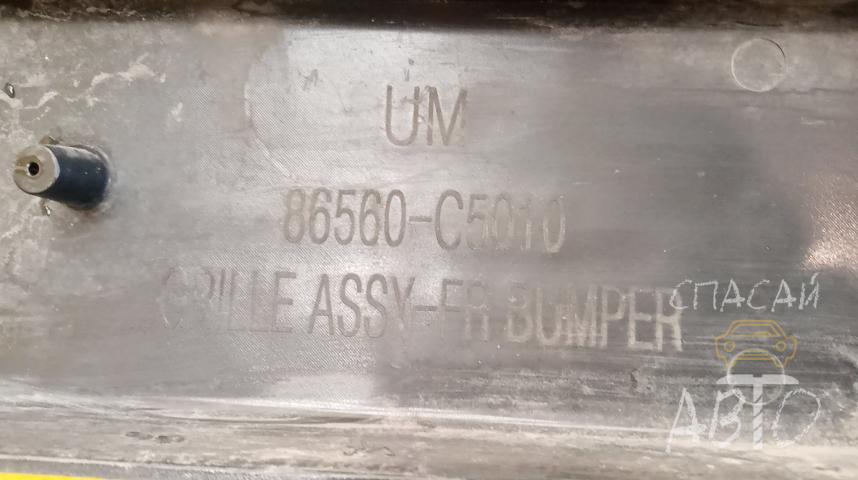 UM
86560-C5010
GRILLE ASSY-FR BUMPER
СПАСАЙ
АВТО